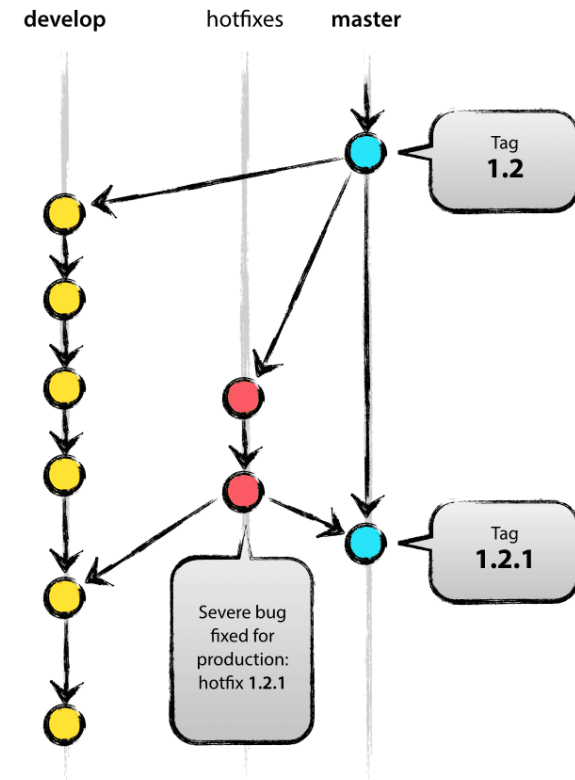 develop
hotfixes
master
Tag
1.2
Tag
1.2.1
Severe bug
fixed for
production:
hotfix 1.2.1